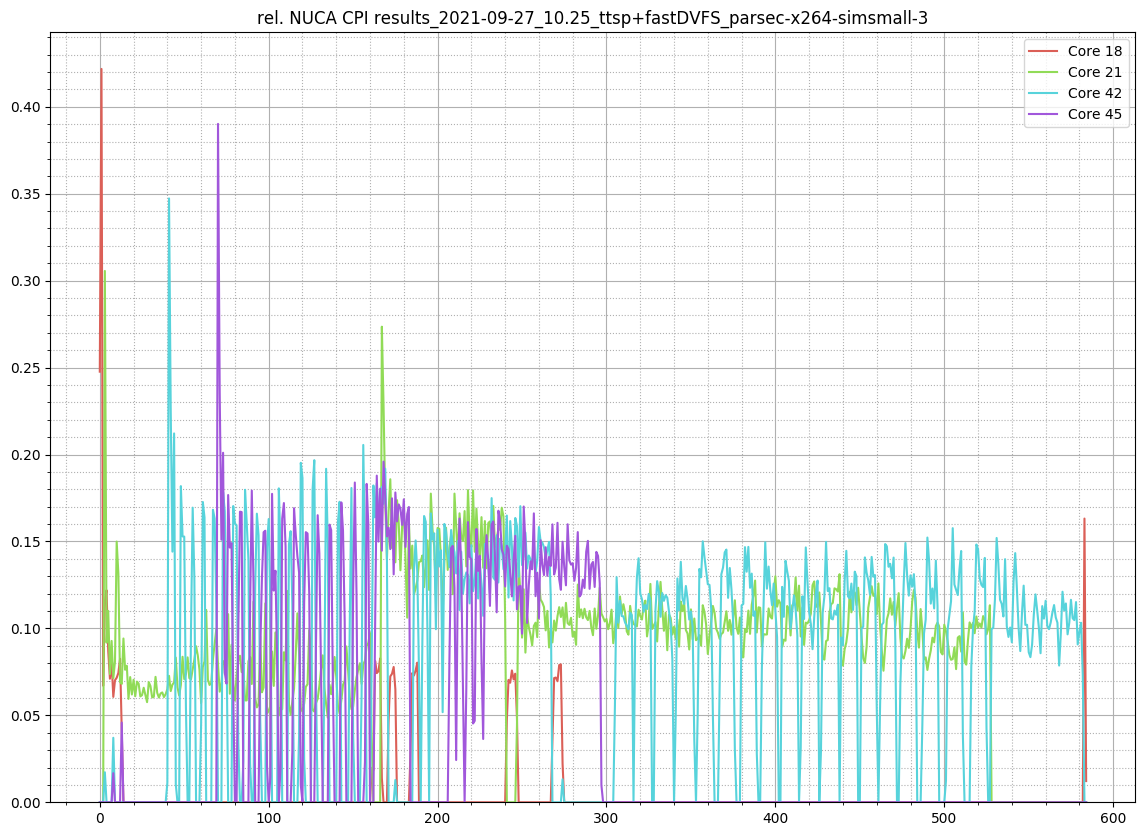 rel. NUCA CPI results_2021-09-27_10.25_ttsp+fastDVFS_parsec-x264-simsmall-3
Core 18
Core 21
Core 42
Core 45
0.40
0.35
0.30
0.25
0.20
0.15
0.10
0.05
0.00
0 100 200 300 400 500 600